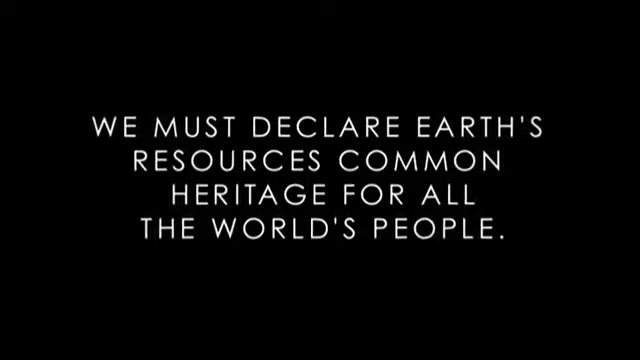 WE MUST DECLARE EARTH'S
RESOURCES COMMON
HERITAGE FOR ALL
THE WORLD'S PEOPLE.